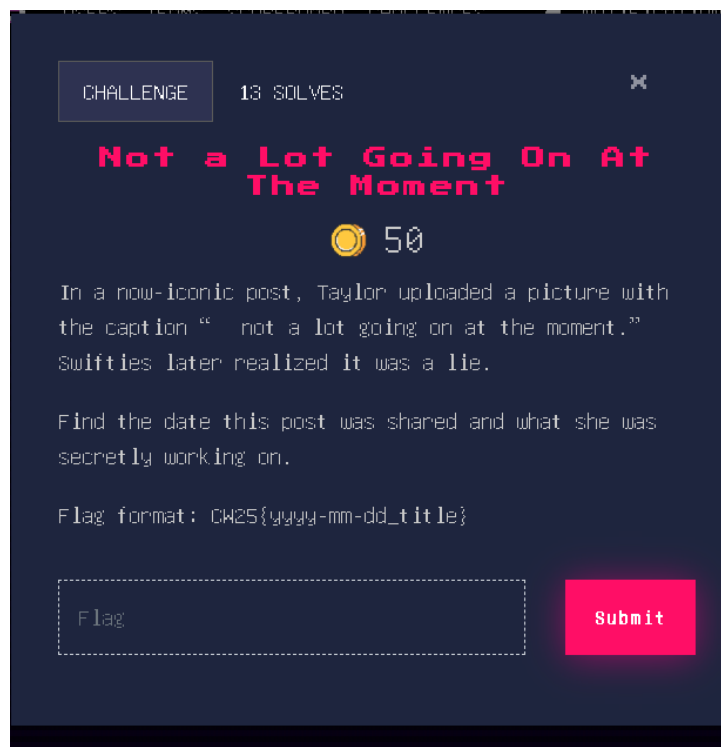 CHALLENGE
13 SOLVES
×
Not a Lot Going On At
The Moment
50
In a now-iconic post, Taylor uploaded a picture with
the caption “ not a lot going on at the moment.”
Swifties later realized it was a lie.
Find the date this post was shared and what she was
secretly working on.
Flag format: CW25{yyyy-mm-dd_title}
Flag
Submit